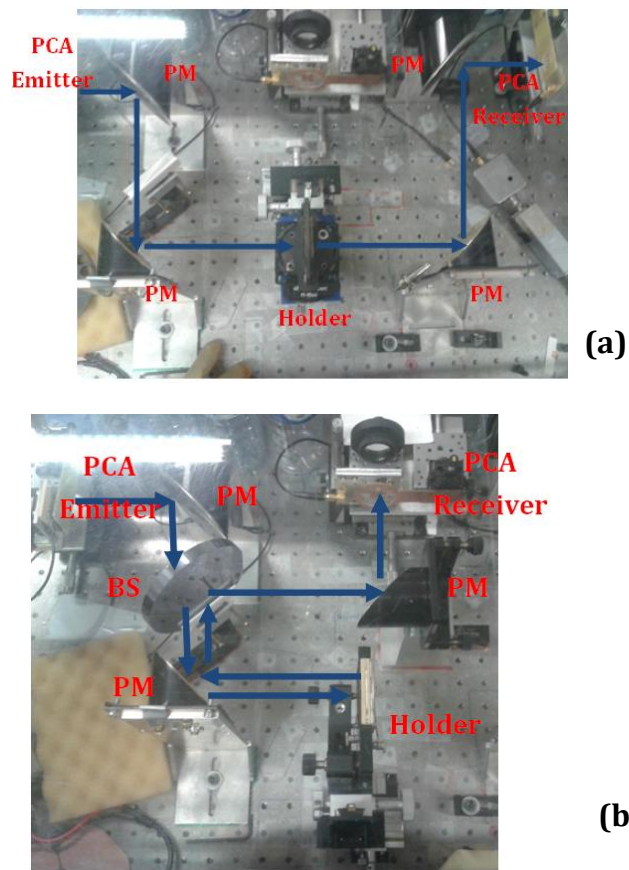 PCA
Emitter
PM
PM
PCA
Receiver
PM
PM
Holder
(a)
PCA
Emitter
PM
PCA
Receiver
BS
PM
PM
Holder
(b